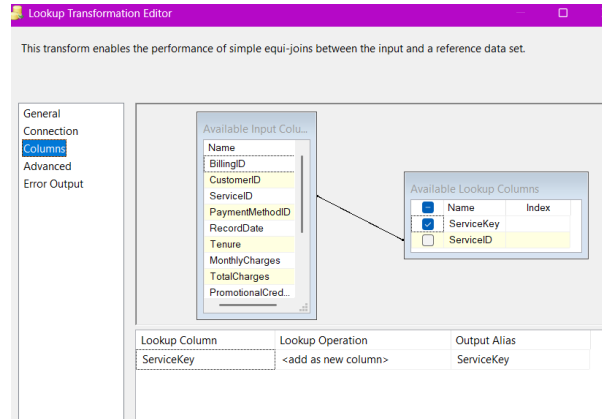 Lookup Transformation Editor
This transform enables the performance of simple equi-joins between the input and a reference data set.
General
Connection
Columns
Advanced
Error Output
Available Input Colu...
Name
BillingID
CustomerID
ServiceID
PaymentMethodID
RecordDate
Tenure
MonthlyCharges
TotalCharges
PromotionalCred...
Available Lookup Columns
Name Index
ServiceKey
ServiceID
Lookup Column Lookup Operation Output Alias
ServiceKey <add as new column> ServiceKey